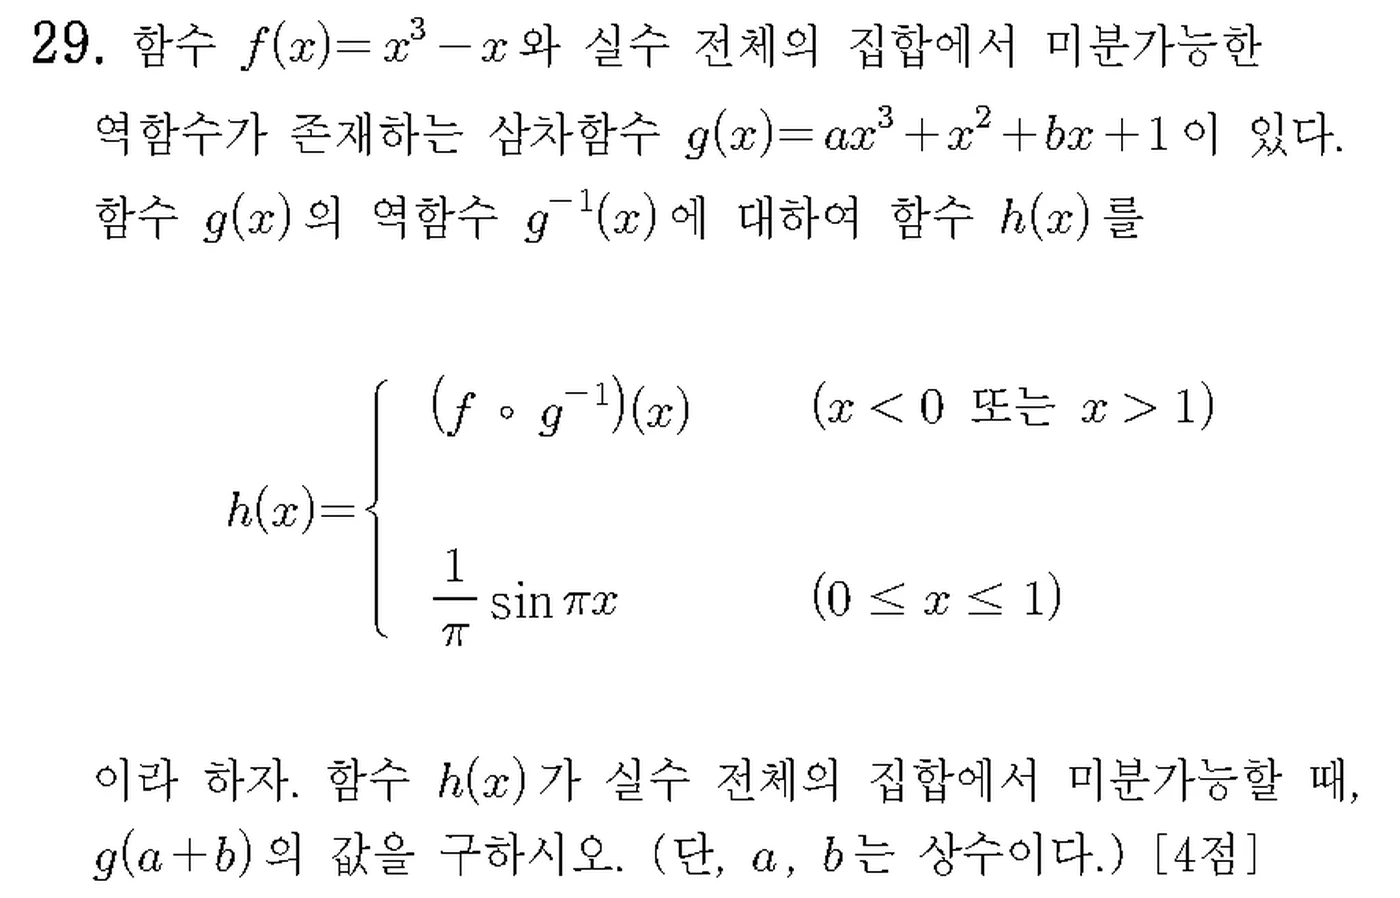 29. 함수 f(x)=x³-x와 실수 전체의 집합에서 미분가능한
역함수가 존재하는 삼차함수 g(x)=ax³+x²+bx+1이 있다.
함수 g(x)의 역함수 g⁻¹(x)에 대하여 함수 h(x)를
h(x)={ (f∘g⁻¹)(x) (x<0 또는 x>1)
1/π sin πx (0≤x≤1)
이라 하자. 함수 h(x)가 실수 전체의 집합에서 미분가능할 때,
g(a+b)의 값을 구하시오. (단, a, b는 상수이다.) [4점]